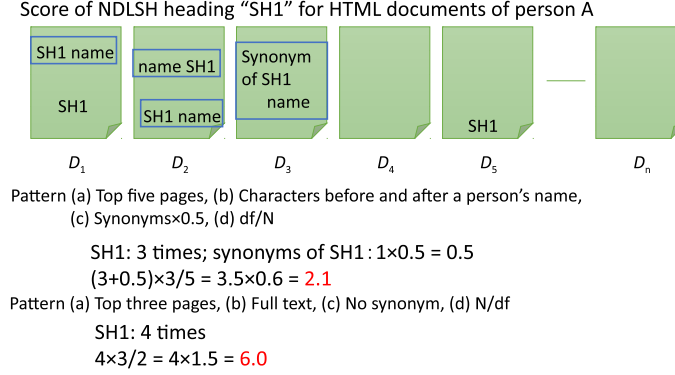 Score of NDLSH heading “SH1” for HTML documents of person A
SH1 name
SH1
name SH1
SH1 name
Synonym
of SH1
name
SH1
D1 D2 D3 D4 D5 Dn
Pattern (a) Top five pages, (b) Characters before and after a person’s name,
(c) Synonyms×0.5, (d) df/N
SH1: 3 times; synonyms of SH1 : 1×0.5 = 0.5
(3+0.5)×3/5 = 3.5×0.6 = 2.1
Pattern (a) Top three pages, (b) Full text, (c) No synonym, (d) N/df
SH1: 4 times
4×3/2 = 4×1.5 = 6.0